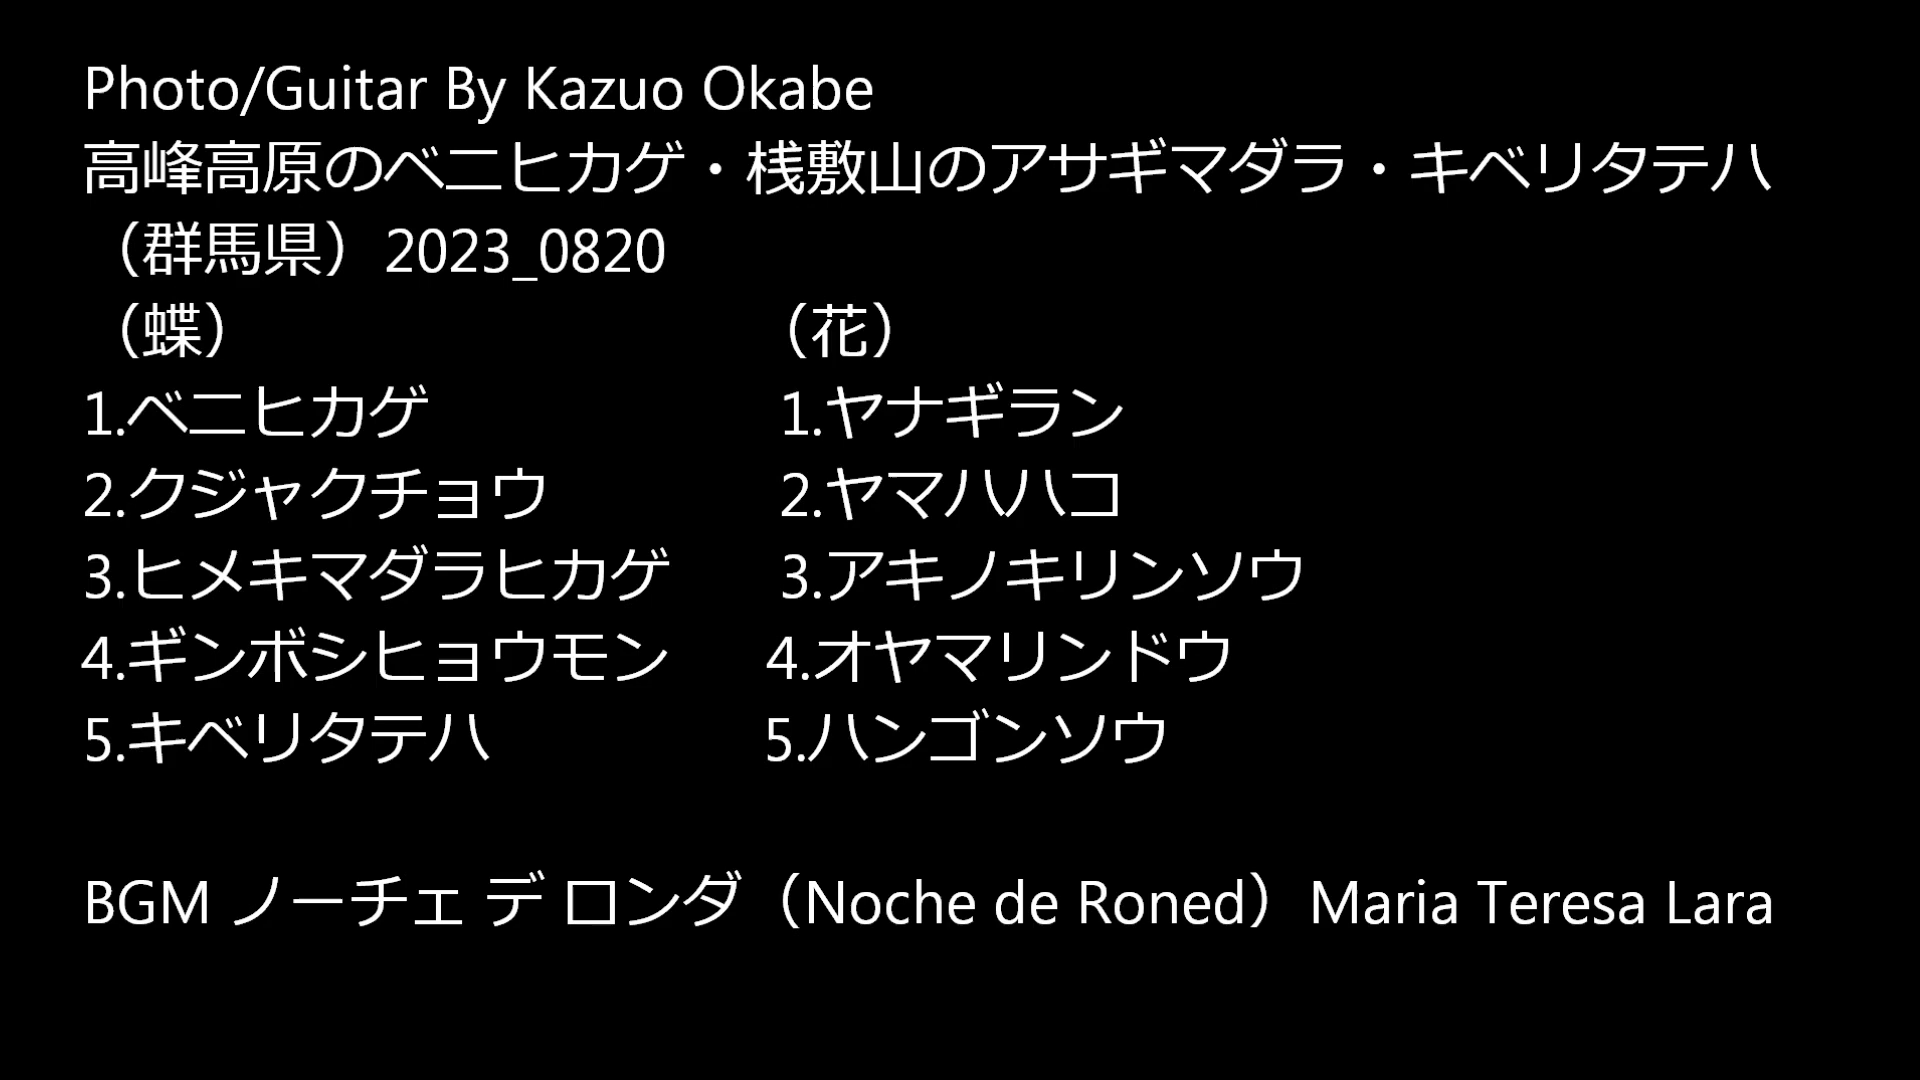 Photo/Guitar By Kazuo Okabe
高峰高原のベニヒカゲ・桟敷山のアサギマダラ・キベリタテハ
（群馬県）2023_0820
（蝶）　　　　　　　　　（花）
1.ベニヒカゲ　　　　　　1.ヤナギラン
2.クジャクチョウ　　　　2.ヤマハハコ
3.ヒメキマダラヒカゲ　　3.アキノキリンソウ
4.ギンボシヒョウモン　　4.オヤマリンドウ
5.キベリタテハ　　　　　5.ハンゴンソウ
BGM ノーチェ デ ロンダ（Noche de Roned）Maria Teresa Lara